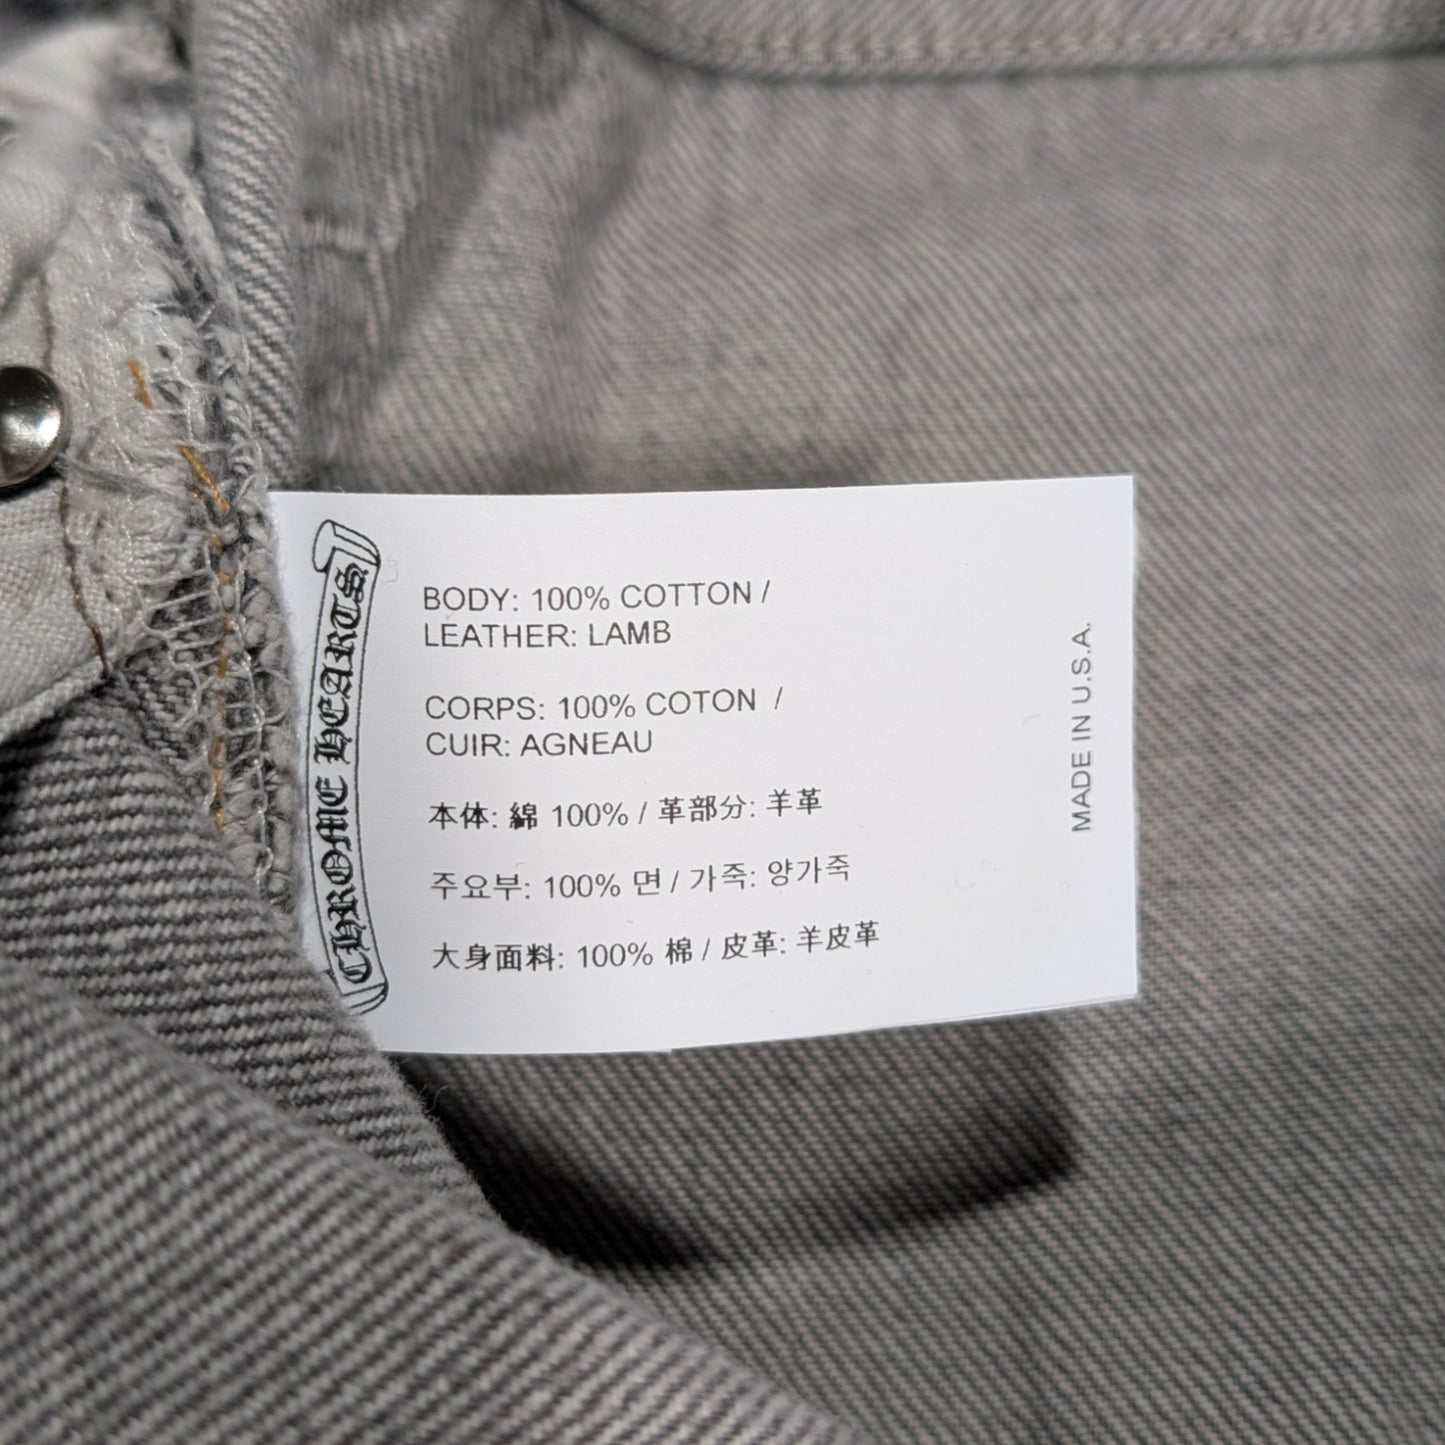 CHROME HEARTS
BODY: 100% COTTON /
LEATHER: LAMB
CORPS: 100% COTON /
CUIR: AGNEAU
本体: 綿 100% / 革部分: 羊革
주요부: 100% 면 / 가죽: 양가죽
大身面料: 100% 棉 / 皮革: 羊皮革
MADE IN U.S.A.